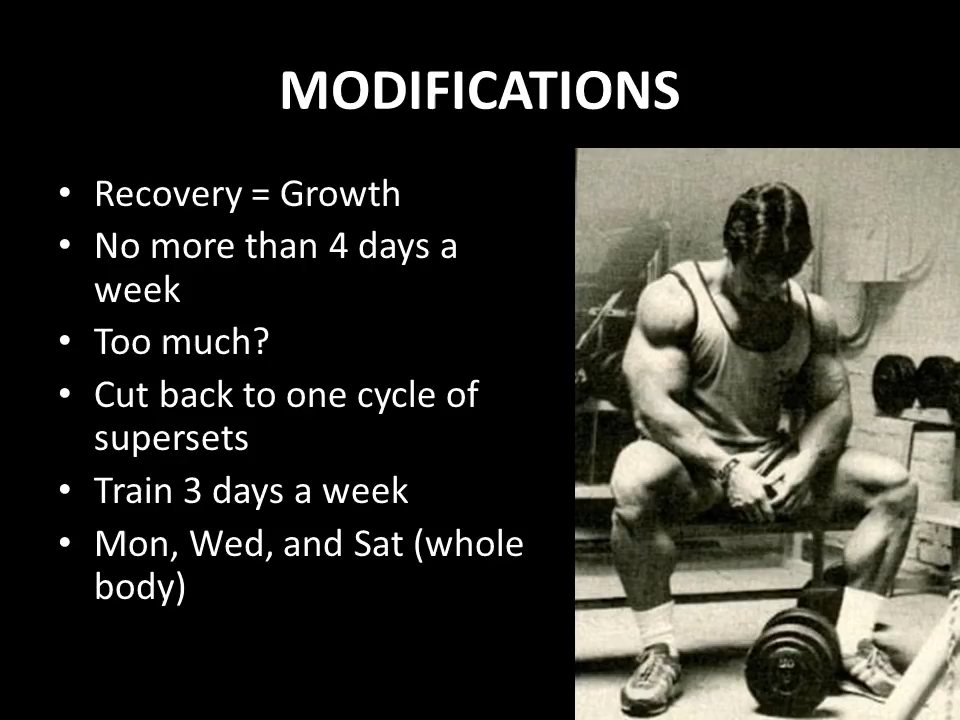 MODIFICATIONS
• Recovery = Growth
• No more than 4 days a
week
• Too much?
• Cut back to one cycle of
supersets
• Train 3 days a week
• Mon, Wed, and Sat (whole
body)